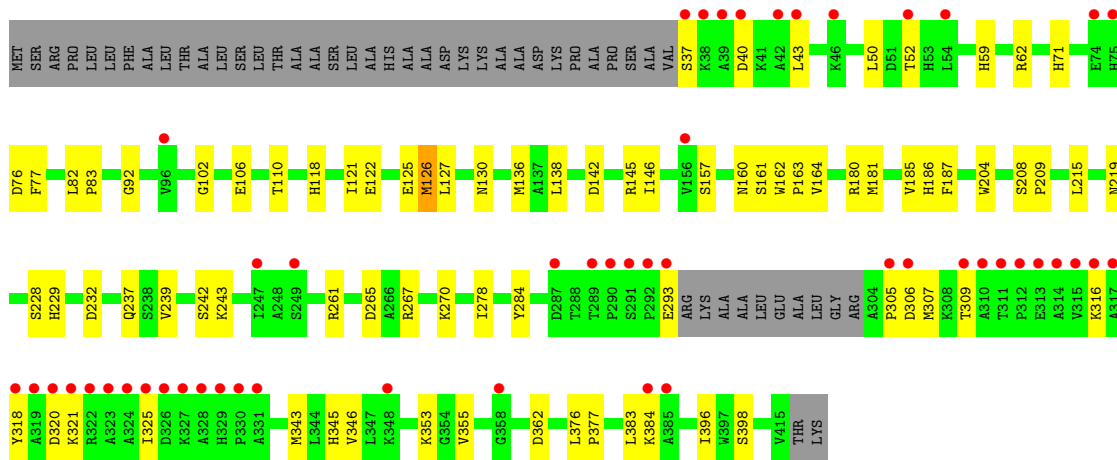 MET SER ARG PRO LEU LEU PHE ALA LEU THR ALA LEU SER LEU THR ALA ALA SER LEU ALA HIS ALA ALA ASP LYS LYS ALA ALA ASP LYS PRO ALA PRO SER ALA VAL S37 K38 A39 D40 K41 A42 L43 K46 L50 D51 T52 H53 L54 H59 R62 H71 E74 H75
D76 F77 L82 P83 G92 V96 G102 E106 T110 H118 I121 E122 E125 M126 L127 N130 M136 A137 L138 D142 R145 I146 V156 S157 N160 S161 W162 P163 V164 R180 M181 V185 H186 F187 W204 S208 P209 L215 N219
S228 H229 D232 Q237 S238 V239 S242 K243 I247 A248 S249 R261 D265 A266 R267 K270 I278 Y284 D287 T288 T289 P290 S291 P292 E293 ARG LYS ALA ALA LEU GLU ALA LEU GLY ARG A304 P305 D306 M307 K308 T309 A310 T311 P312 E313 A314 V315 K316 A317
Y318 A319 D320 K321 R322 A323 A324 I325 D326 K327 A328 H329 P330 A331 M343 L344 H345 V346 L347 K348 K353 G354 V355 G358 D362 L376 P377 L383 K384 A385 I396 W397 S398 V415 THR LYS